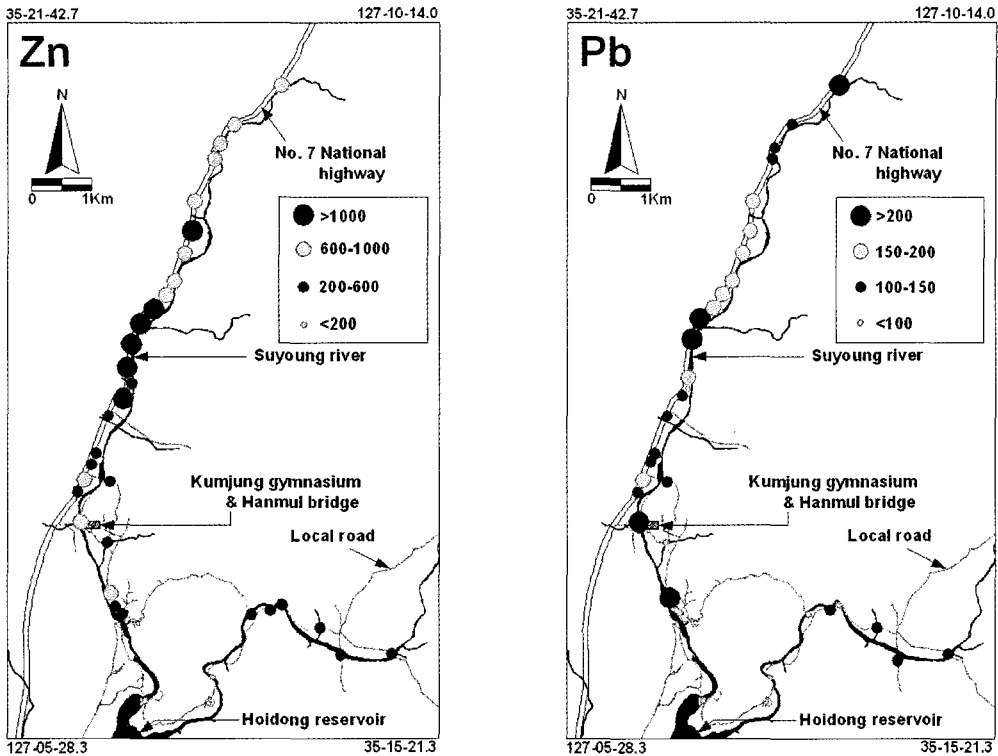 35-21-42.7 127-10-14.0
Zn
N
0 1Km
No. 7 National
highway
>1000
600-1000
200-600
<200
Suyoung river
Kumjung gymnasium
& Hanmul bridge
Local road
Hoidong reservoir
127-05-28.3 35-15-21.3
35-21-42.7 127-10-14.0
Pb
N
0 1Km
No. 7 National
highway
>200
150-200
100-150
<100
Suyoung river
Kumjung gymnasium
& Hanmul bridge
Local road
Hoidong reservoir
127-05-28.3 35-15-21.3